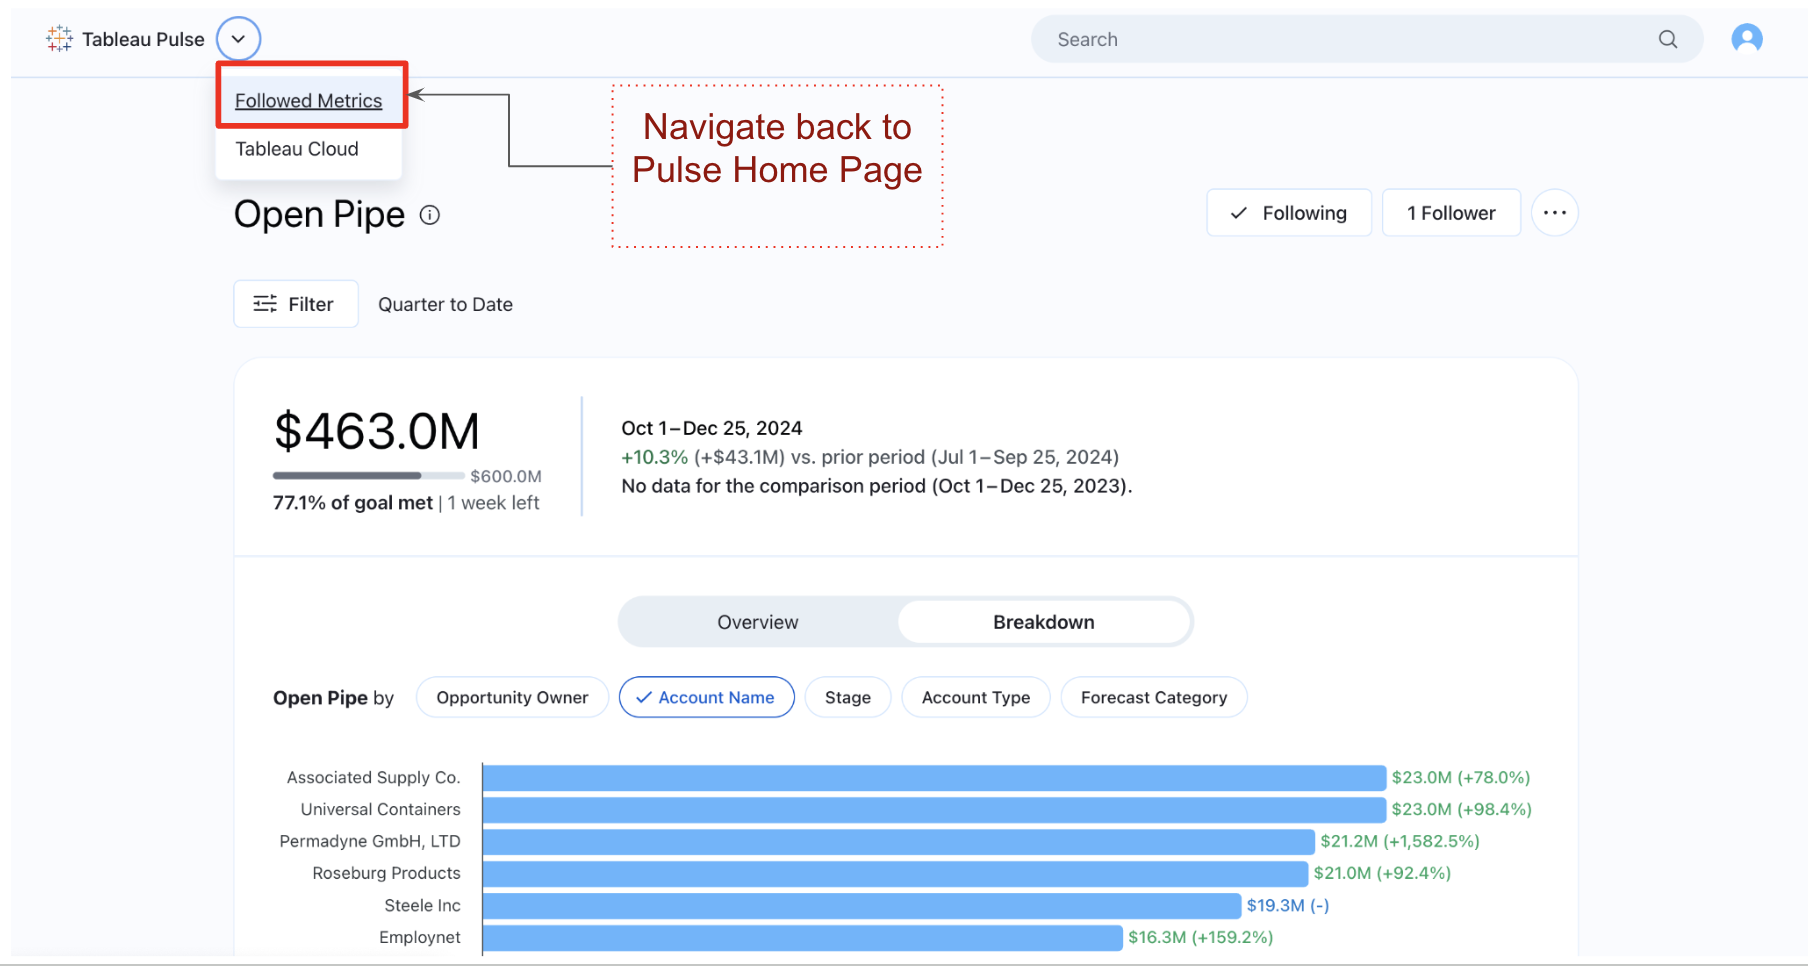 Tableau Pulse
Search
Followed Metrics
Tableau Cloud
Navigate back to
Pulse Home Page
Open Pipe
Following
1 Follower
Filter
Quarter to Date
$463.0M
$600.0M
77.1% of goal met | 1 week left
Oct 1–Dec 25, 2024
+10.3% (+$43.1M) vs. prior period (Jul 1–Sep 25, 2024)
No data for the comparison period (Oct 1–Dec 25, 2023).
Overview
Breakdown
Open Pipe by
Opportunity Owner
Account Name
Stage
Account Type
Forecast Category
Associated Supply Co. $23.0M (+78.0%)
Universal Containers $23.0M (+98.4%)
Permadyne GmbH, LTD $21.2M (+1,582.5%)
Roseburg Products $21.0M (+92.4%)
Steele Inc $19.3M (-)
Employnet $16.3M (+159.2%)